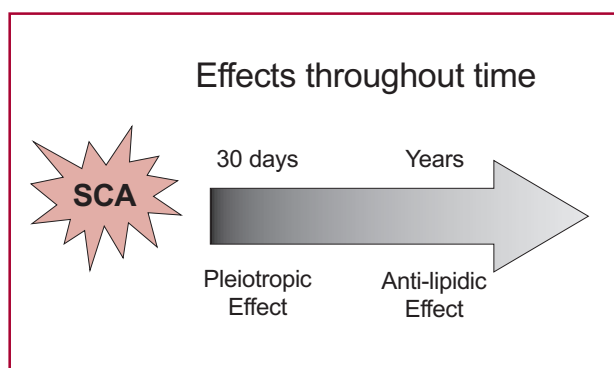 Effects throughout time
SCA
30 days
Years
Pleiotropic
Effect
Anti-lipidic
Effect